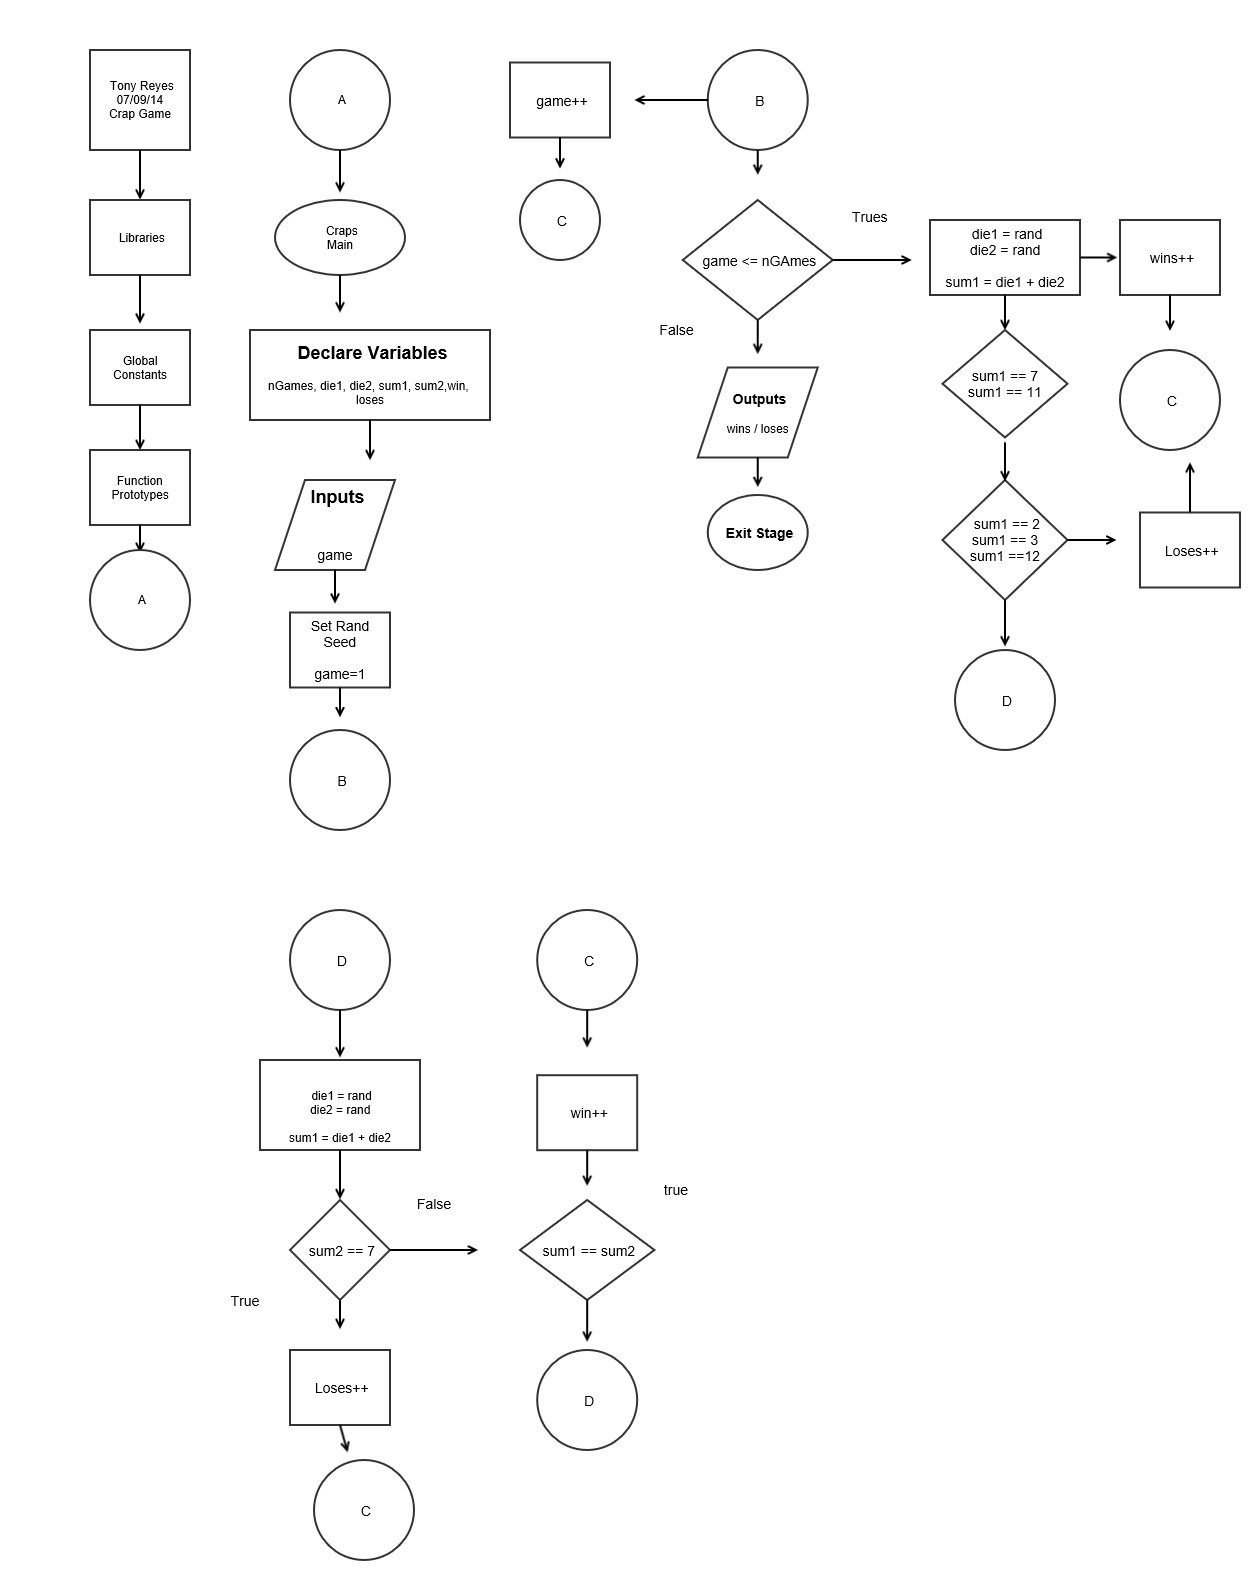 Tony Reyes
07/09/14
Crap Game
Libraries
Global
Constants
Function
Prototypes
A
A
Craps
Main
Declare Variables
nGames, die1, die2, sum1, sum2,win,
loses
Inputs
game
Set Rand
Seed
game=1
B
game++
C
B
game <= nGAmes
Trues
False
Outputs
wins / loses
Exit Stage
die1 = rand
die2 = rand
sum1 = die1 + die2
wins++
C
sum1 == 7
sum1 == 11
sum1 == 2
sum1 == 3
sum1 ==12
Loses++
D
D
die1 = rand
die2 = rand
sum1 = die1 + die2
sum2 == 7
False
True
Loses++
C
C
win++
true
sum1 == sum2
D